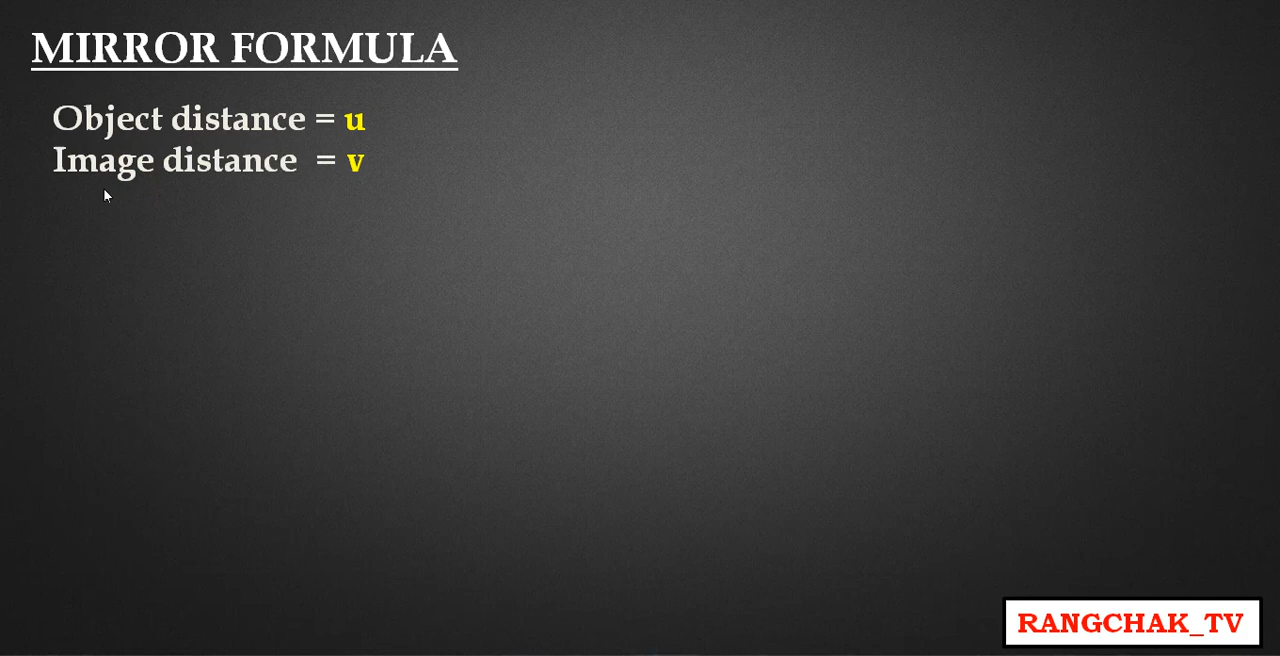 MIRROR FORMULA
Object distance = u
Image distance = v
RANGCHAK_TV